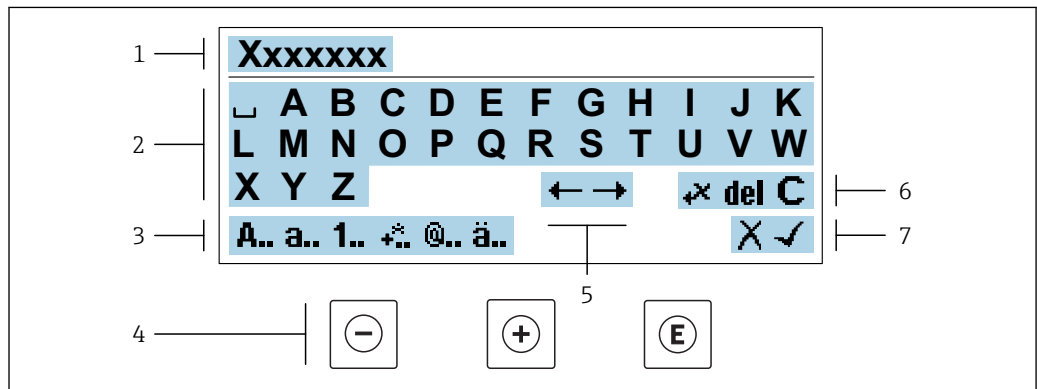 1 Xxxxxxx
␣ A B C D E F G H I J K
2 L M N O P Q R S T U V W
X Y Z ←→ +× del C 6
3 A.. a.. 1.. +*.. @.. ä.. X ✓ 7
5
4 − + E